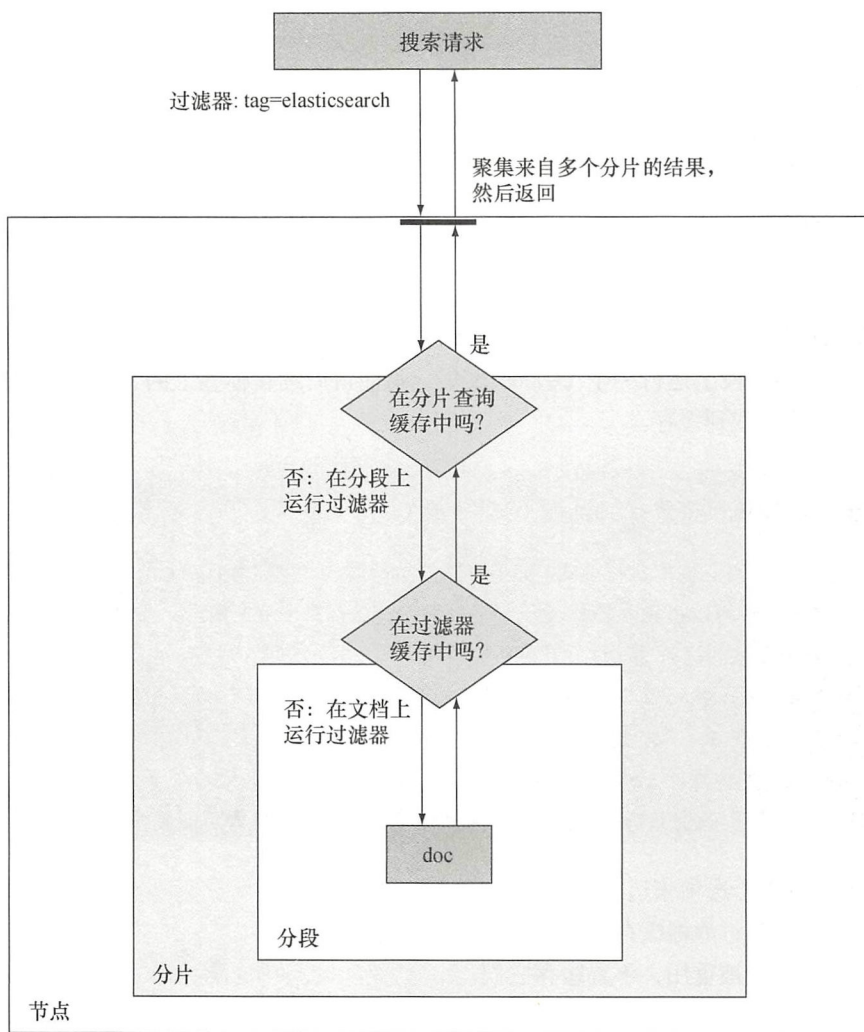 搜索请求
过滤器: tag=elasticsearch
聚集来自多个分片的结果，
然后返回
是
在分片查询
缓存中吗？
否：在分段上
运行过滤器
是
在过滤器
缓存中吗？
否：在文档上
运行过滤器
doc
分段
分片
节点